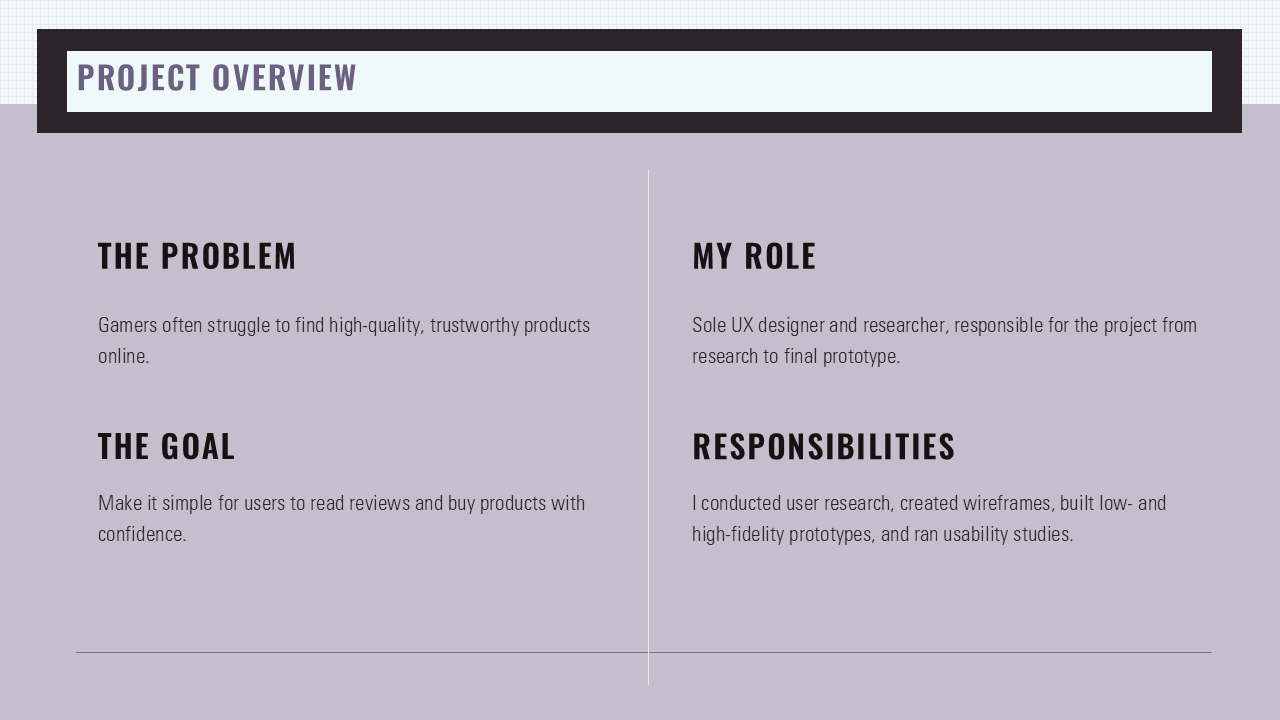 PROJECT OVERVIEW
THE PROBLEM
Gamers often struggle to find high-quality, trustworthy products
online.
THE GOAL
Make it simple for users to read reviews and buy products with
confidence.
MY ROLE
Sole UX designer and researcher, responsible for the project from
research to final prototype.
RESPONSIBILITIES
I conducted user research, created wireframes, built low- and
high-fidelity prototypes, and ran usability studies.